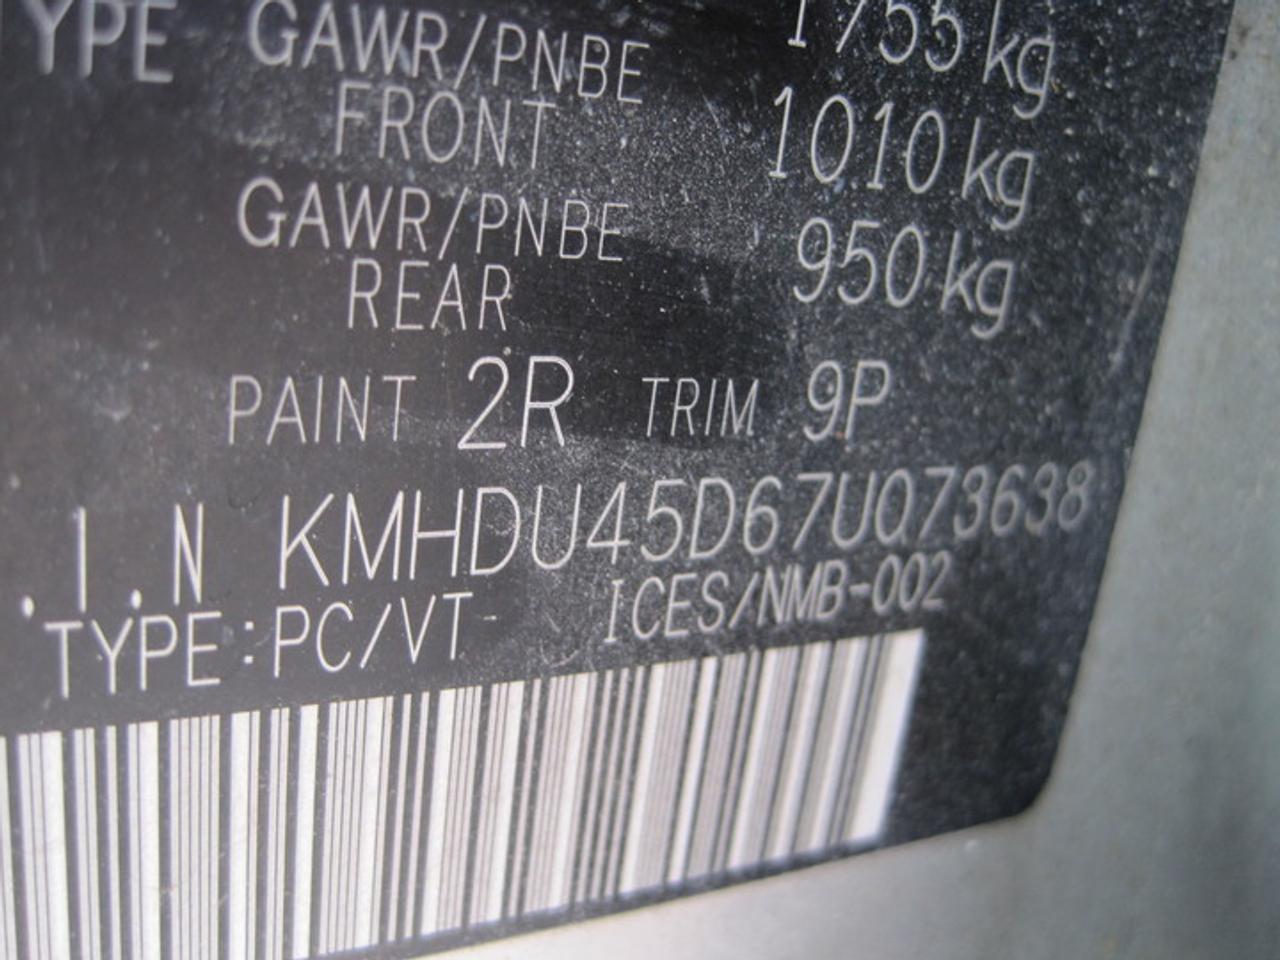 1755 kg
YPE GAWR/PNBE
FRONT 1010 kg
GAWR/PNBE
REAR 950 kg
PAINT 2R TRIM 9P
.I.N KMHDU45D67U073638
TYPE:PC/VT ICES/NMB-002